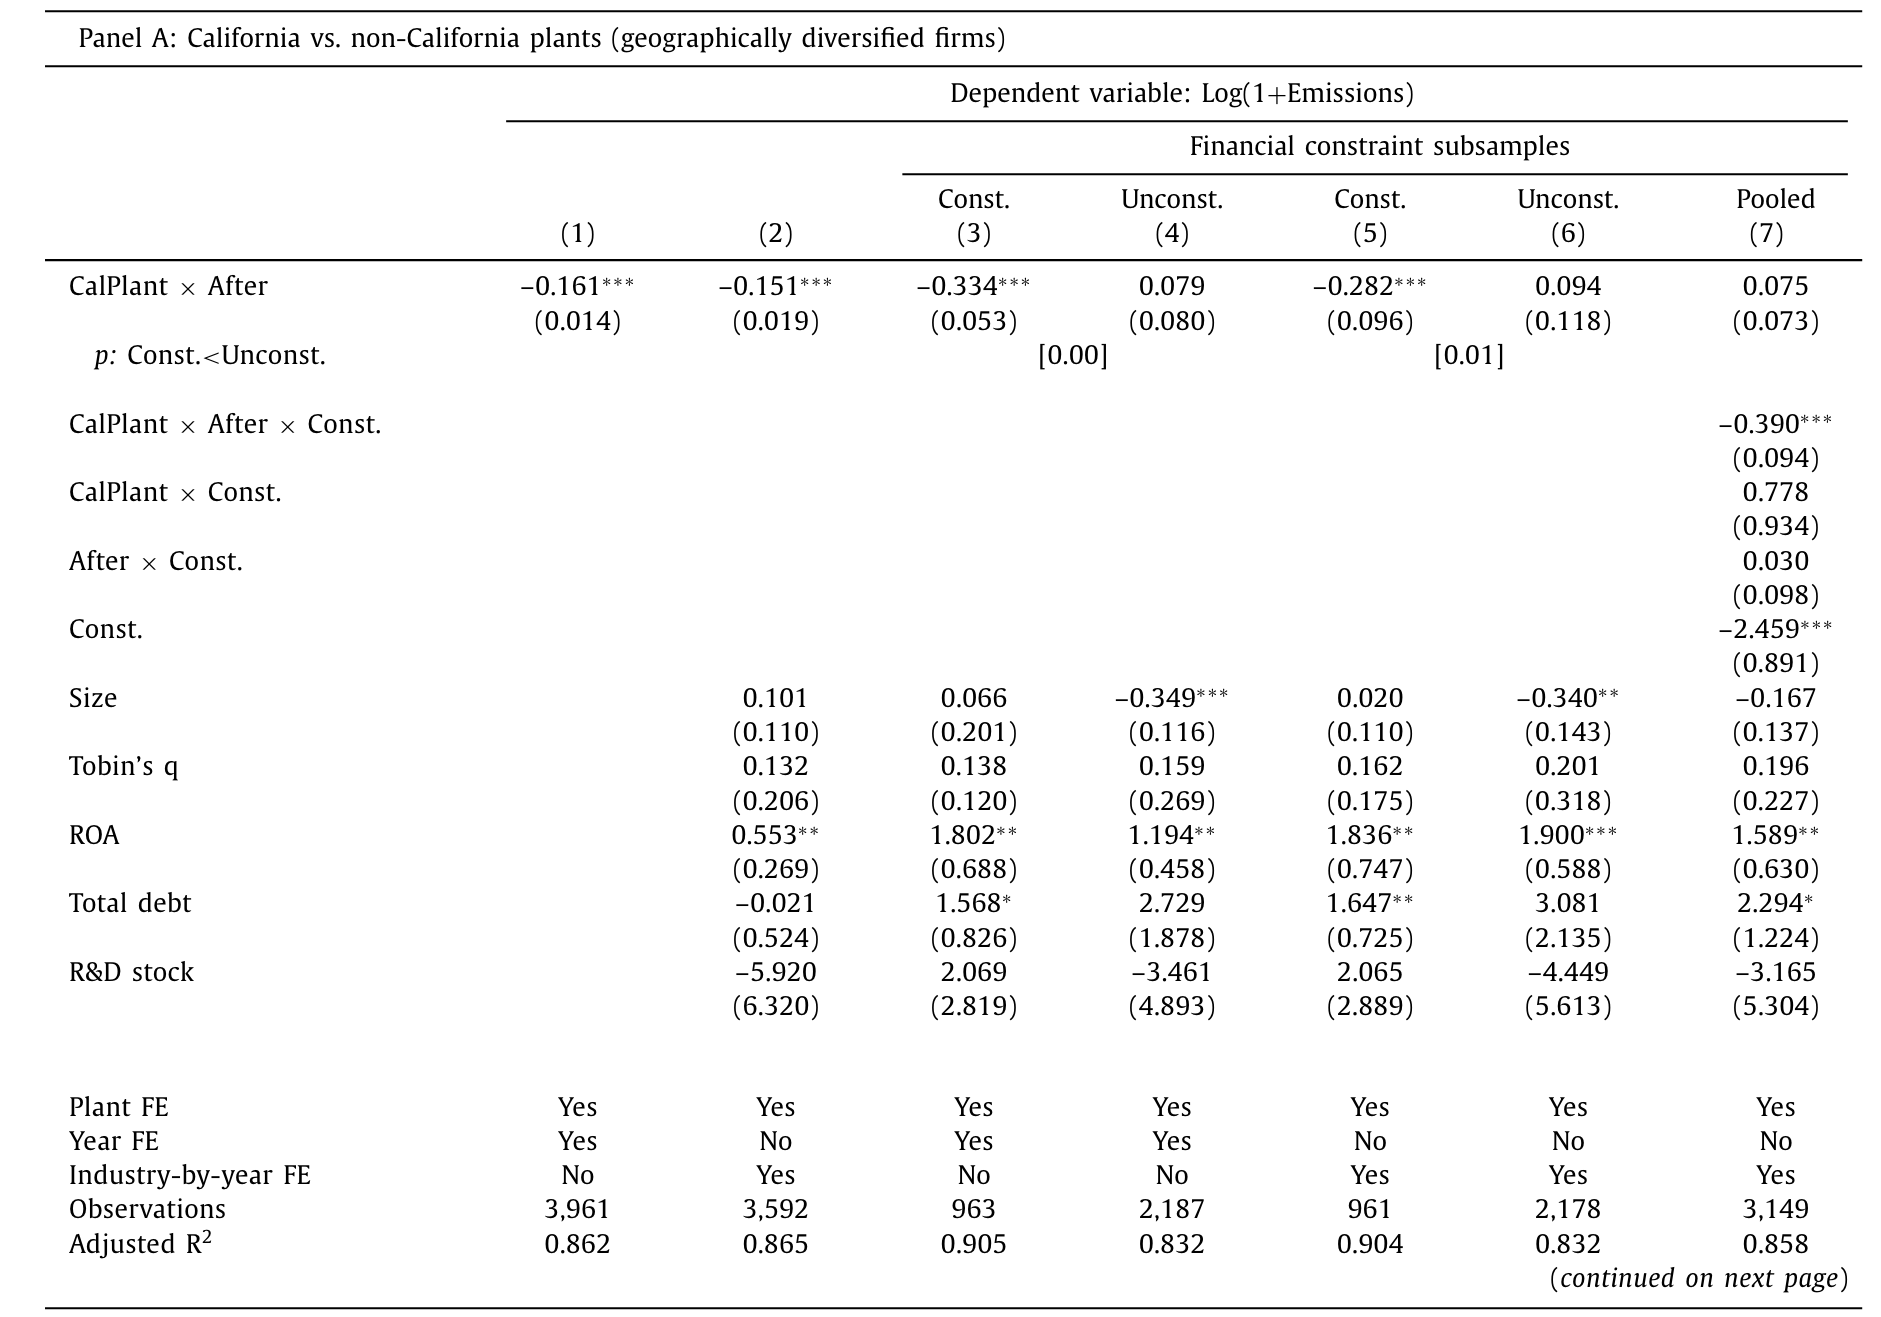 Panel A: California vs. non-California plants (geographically diversified firms)
Dependent variable: Log(1+Emissions)
Financial constraint subsamples
Const. Unconst. Const. Unconst. Pooled
(1) (2) (3) (4) (5) (6) (7)
CalPlant × After –0.161*** –0.151*** –0.334*** 0.079 –0.282*** 0.094 0.075
(0.014) (0.019) (0.053) (0.080) (0.096) (0.118) (0.073)
p: Const.<Unconst. [0.00] [0.01]
CalPlant × After × Const. –0.390***
(0.094)
CalPlant × Const. 0.778
(0.934)
After × Const. 0.030
(0.098)
Const. –2.459***
(0.891)
Size 0.101 0.066 –0.349*** 0.020 –0.340** –0.167
(0.110) (0.201) (0.116) (0.110) (0.143) (0.137)
Tobin’s q 0.132 0.138 0.159 0.162 0.201 0.196
(0.206) (0.120) (0.269) (0.175) (0.318) (0.227)
ROA 0.553** 1.802** 1.194** 1.836** 1.900*** 1.589**
(0.269) (0.688) (0.458) (0.747) (0.588) (0.630)
Total debt –0.021 1.568* 2.729 1.647** 3.081 2.294*
(0.524) (0.826) (1.878) (0.725) (2.135) (1.224)
R&D stock –5.920 2.069 –3.461 2.065 –4.449 –3.165
(6.320) (2.819) (4.893) (2.889) (5.613) (5.304)
Plant FE Yes Yes Yes Yes Yes Yes Yes
Year FE Yes No Yes Yes No No No
Industry-by-year FE No Yes No No Yes Yes Yes
Observations 3,961 3,592 963 2,187 961 2,178 3,149
Adjusted R² 0.862 0.865 0.905 0.832 0.904 0.832 0.858
(continued on next page)